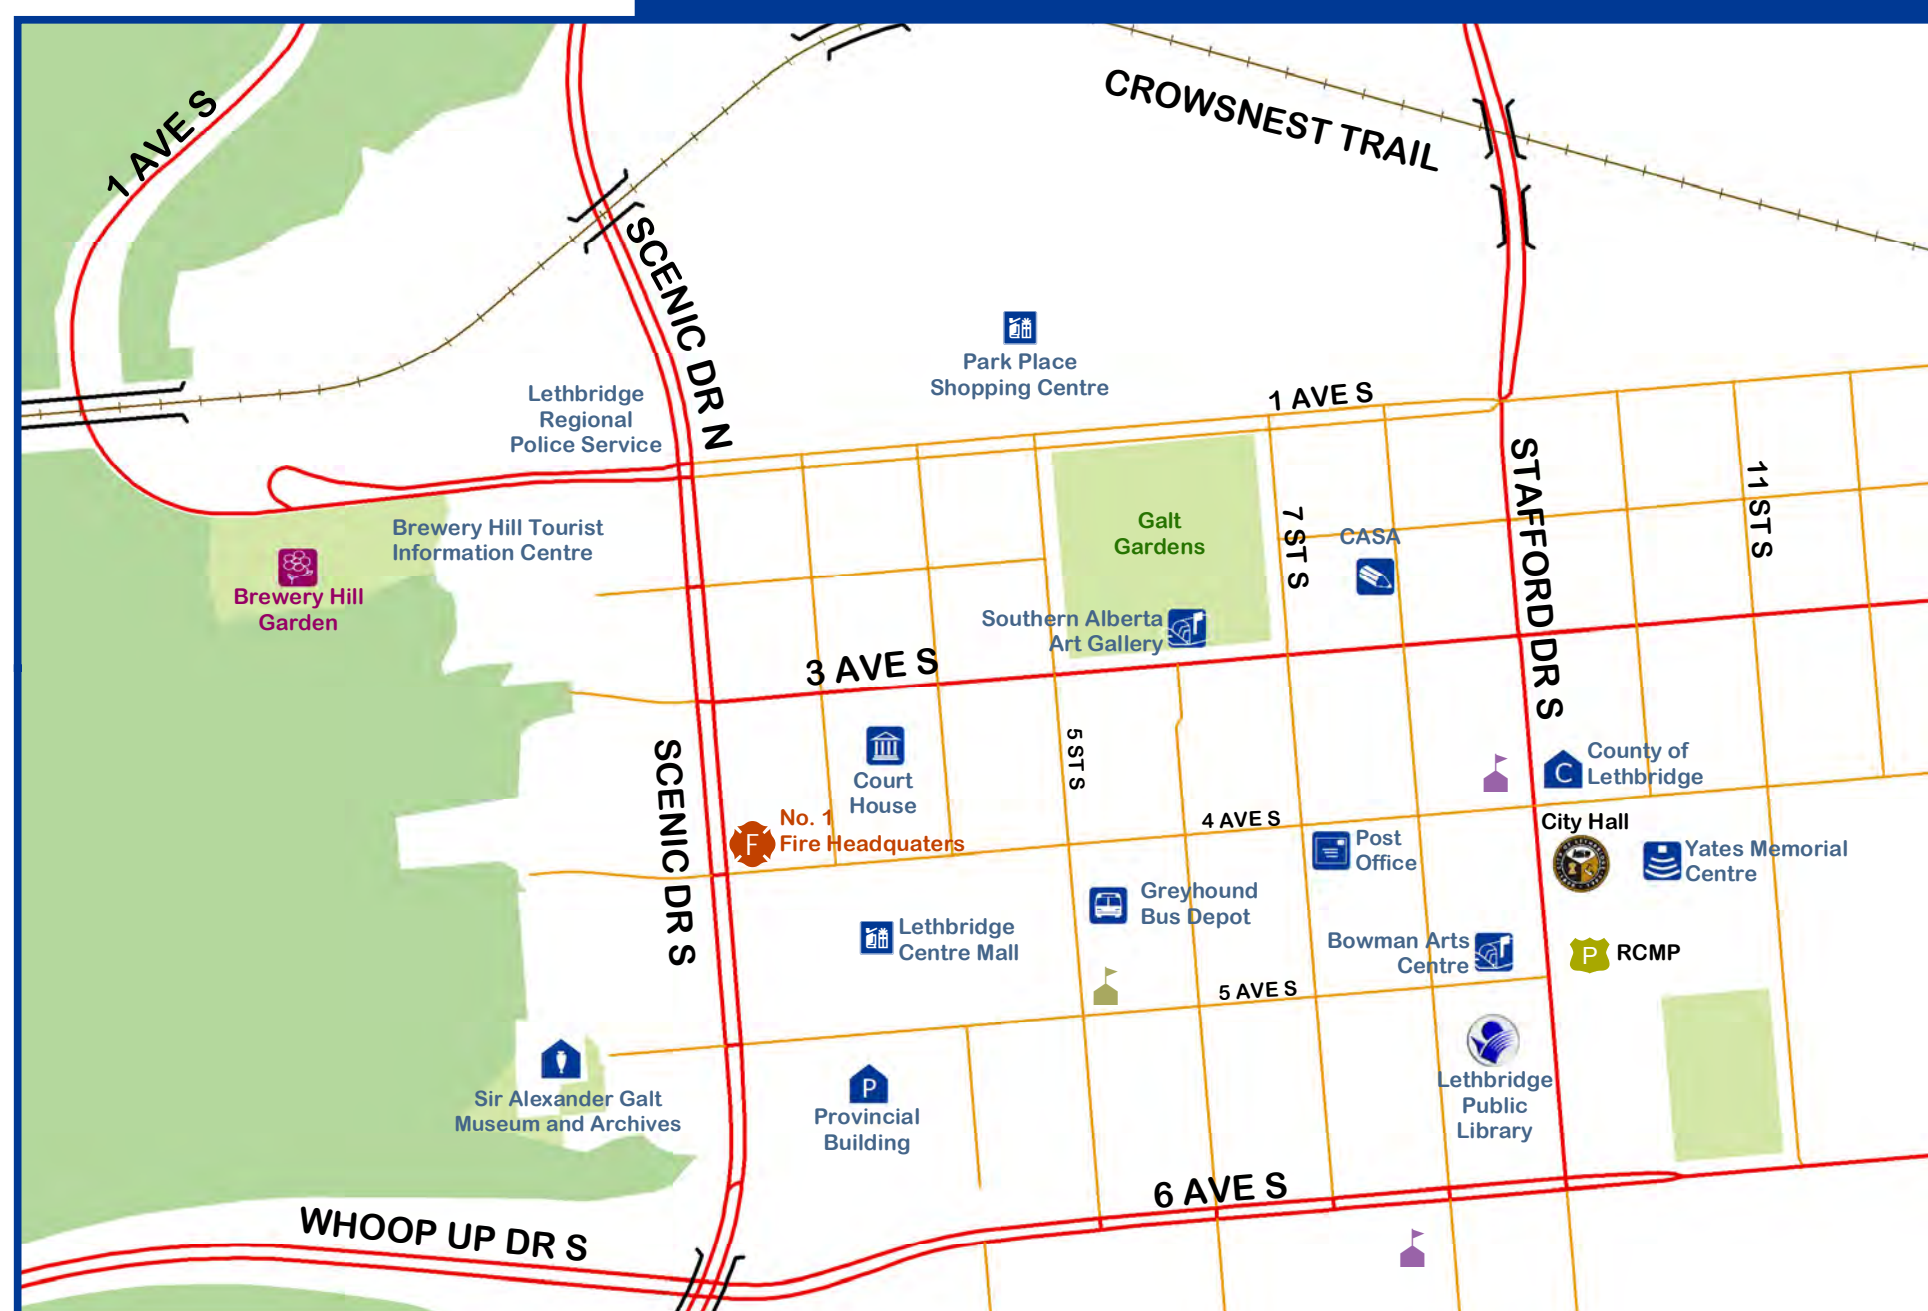 1 AVE S
CROWSNEST TRAIL
SCENIC DR N
Park Place
Shopping Centre
Lethbridge
Regional
Police Service
1 AVE S
STAFFORD DR S
11 ST S
7 ST S
Galt
Gardens
CASA
Brewery Hill Tourist
Information Centre
Brewery Hill
Garden
Southern Alberta
Art Gallery
3 AVE S
5 ST S
SCENIC DR S
Court
House
C
County of
Lethbridge
No. 1
Fire Headquaters
F
4 AVE S
City Hall
Post
Office
Yates Memorial
Centre
Greyhound
Bus Depot
Lethbridge
Centre Mall
Bowman Arts
Centre
P
RCMP
5 AVE S
Sir Alexander Galt
Museum and Archives
P
Provincial
Building
Lethbridge
Public
Library
6 AVE S
WHOOP UP DR S